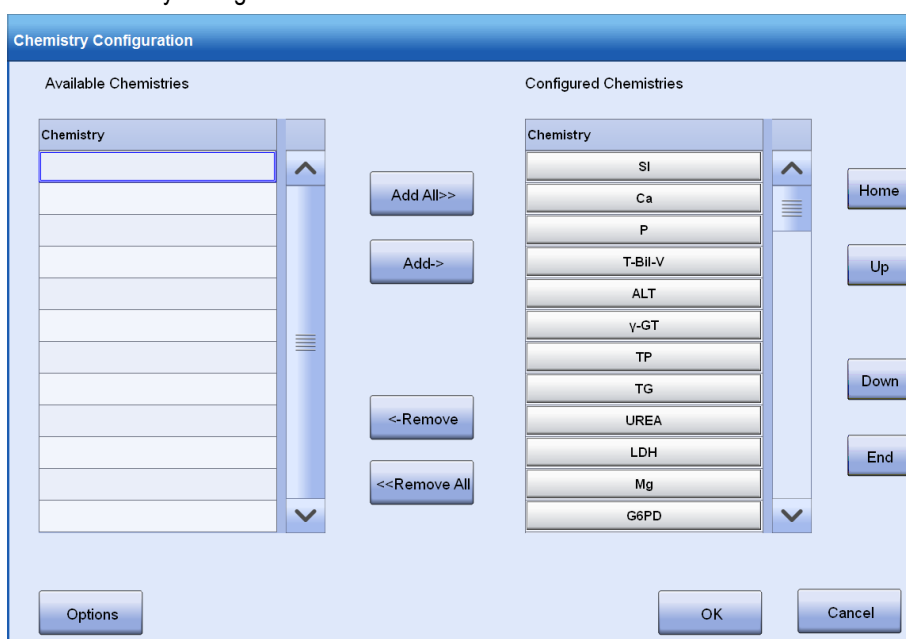 Chemistry Configuration
Available Chemistries
Configured Chemistries
Chemistry
Chemistry
SI
Ca
P
T-Bil-V
ALT
γ-GT
TP
TG
UREA
LDH
Mg
G6PD
Add All>>
Add->
<-Remove
<<Remove All
Home
Up
Down
End
Options
OK
Cancel